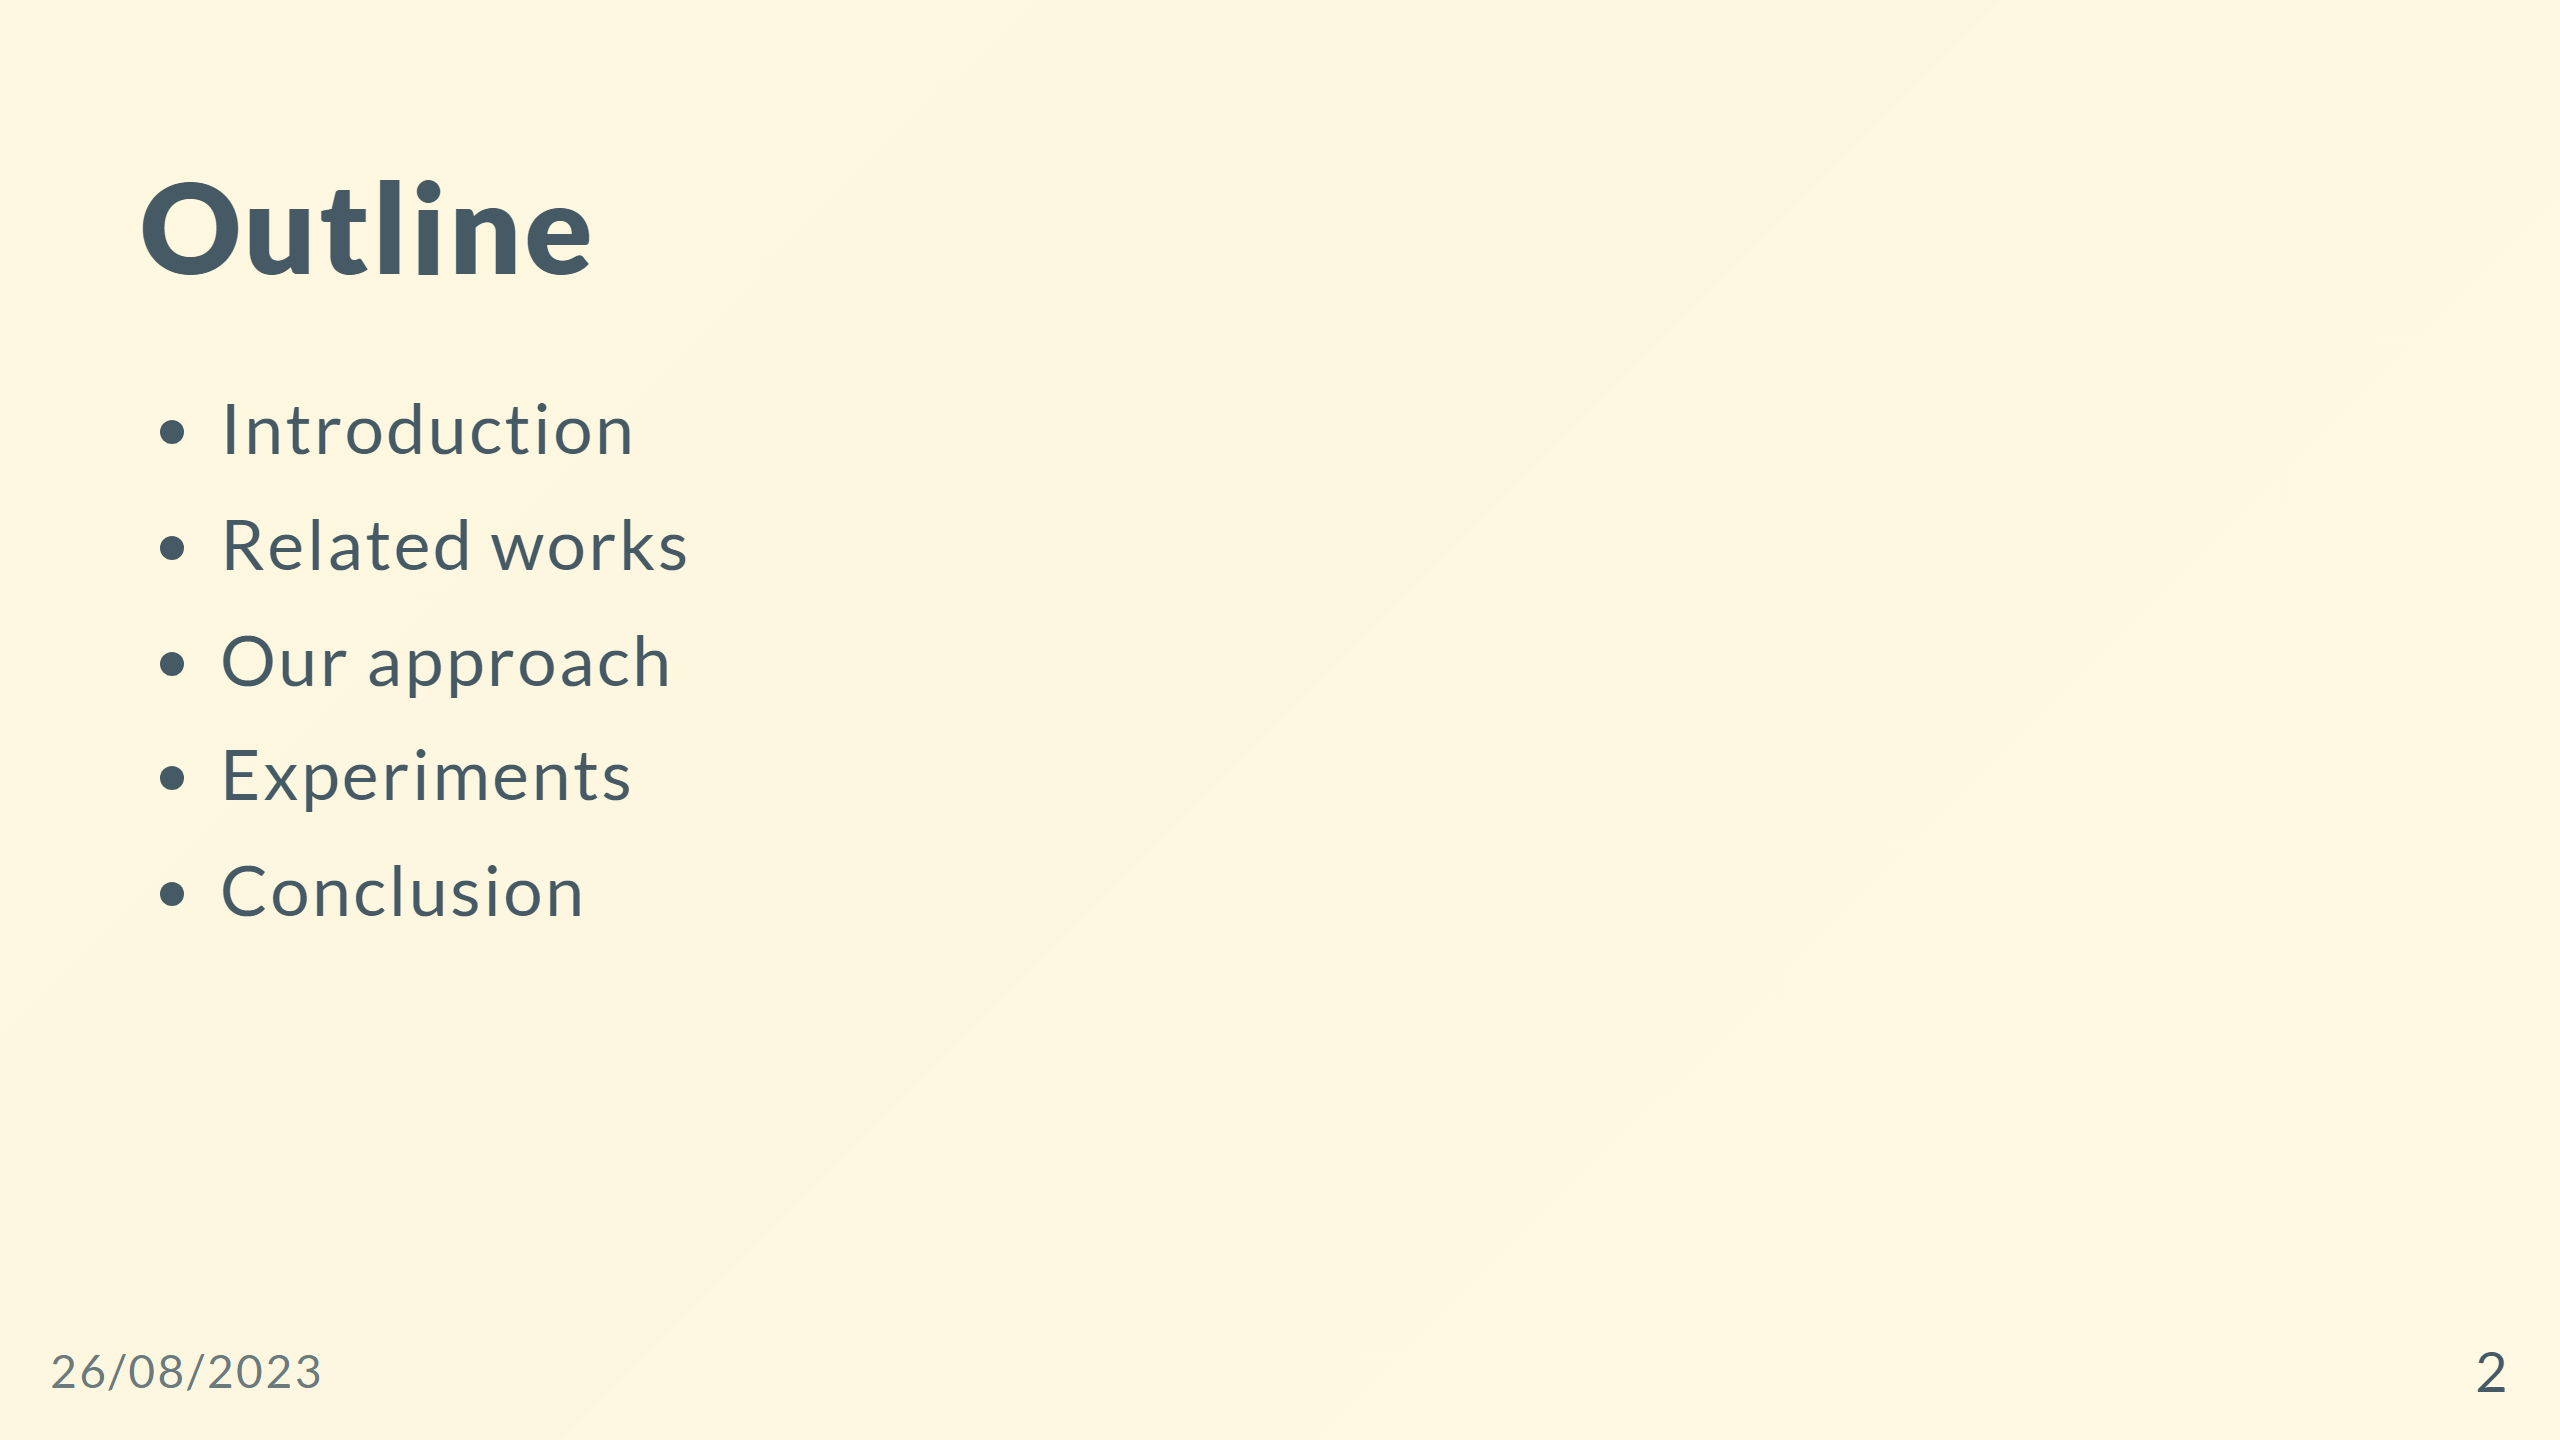 Outline
• Introduction
• Related works
• Our approach
• Experiments
• Conclusion
26/08/2023
2